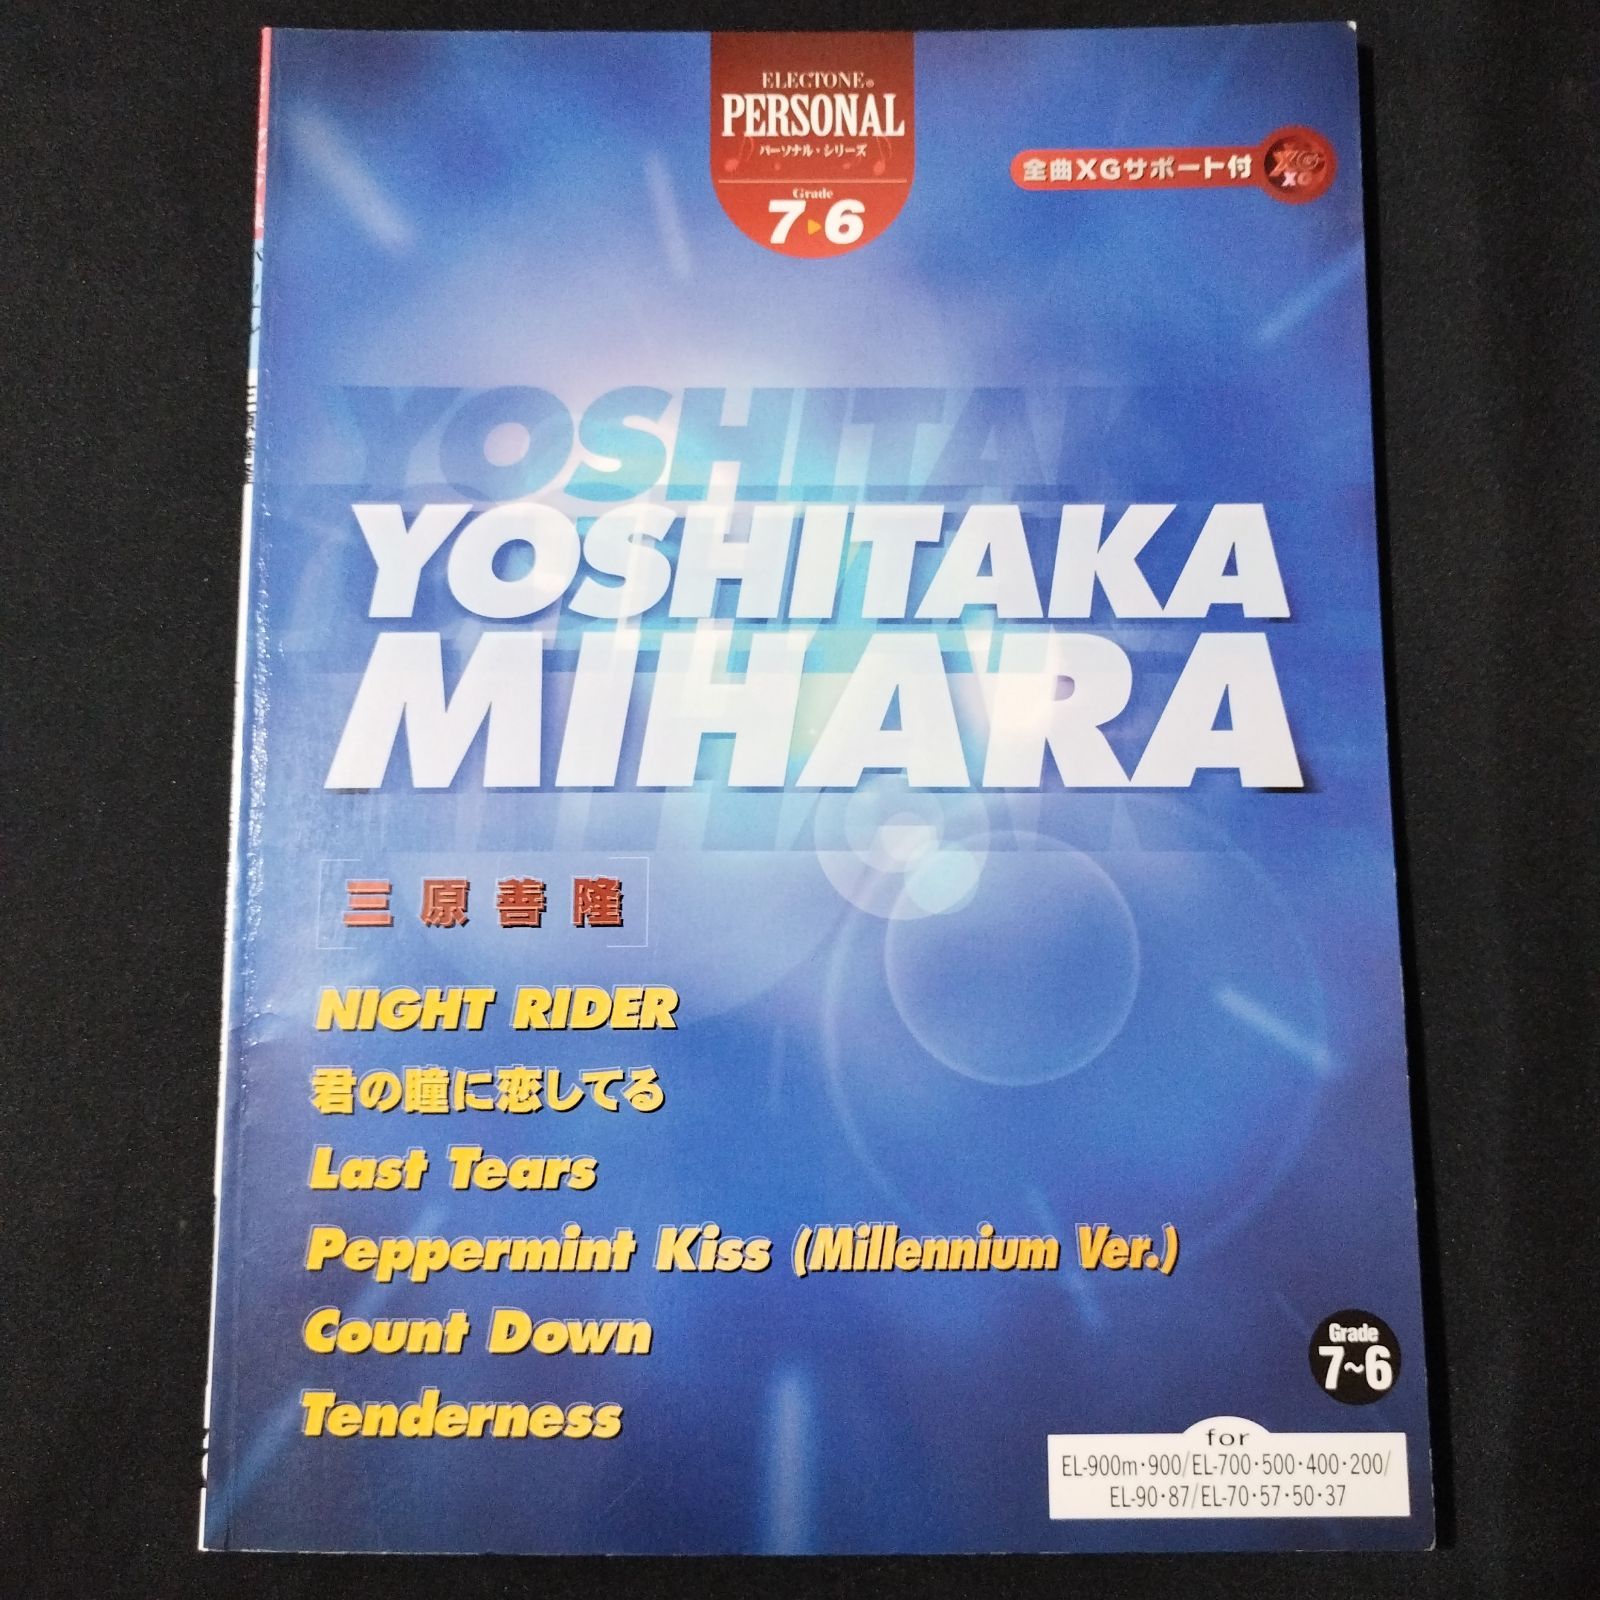 ELECTONE®
PERSONAL
パーソナル・シリーズ
Grade
7▶6
全曲XGサポート付
XG
XG
YOSHITAK
YOSHITAKA
MIHARA
[三原善隆]
NIGHT RIDER
君の瞳に恋してる
Last Tears
Peppermint Kiss (Millennium Ver.)
Count Down
Tenderness
Grade
7~6
for
EL-900m・900/EL-700・500・400・200/
EL-90・87/EL-70・57・50・37